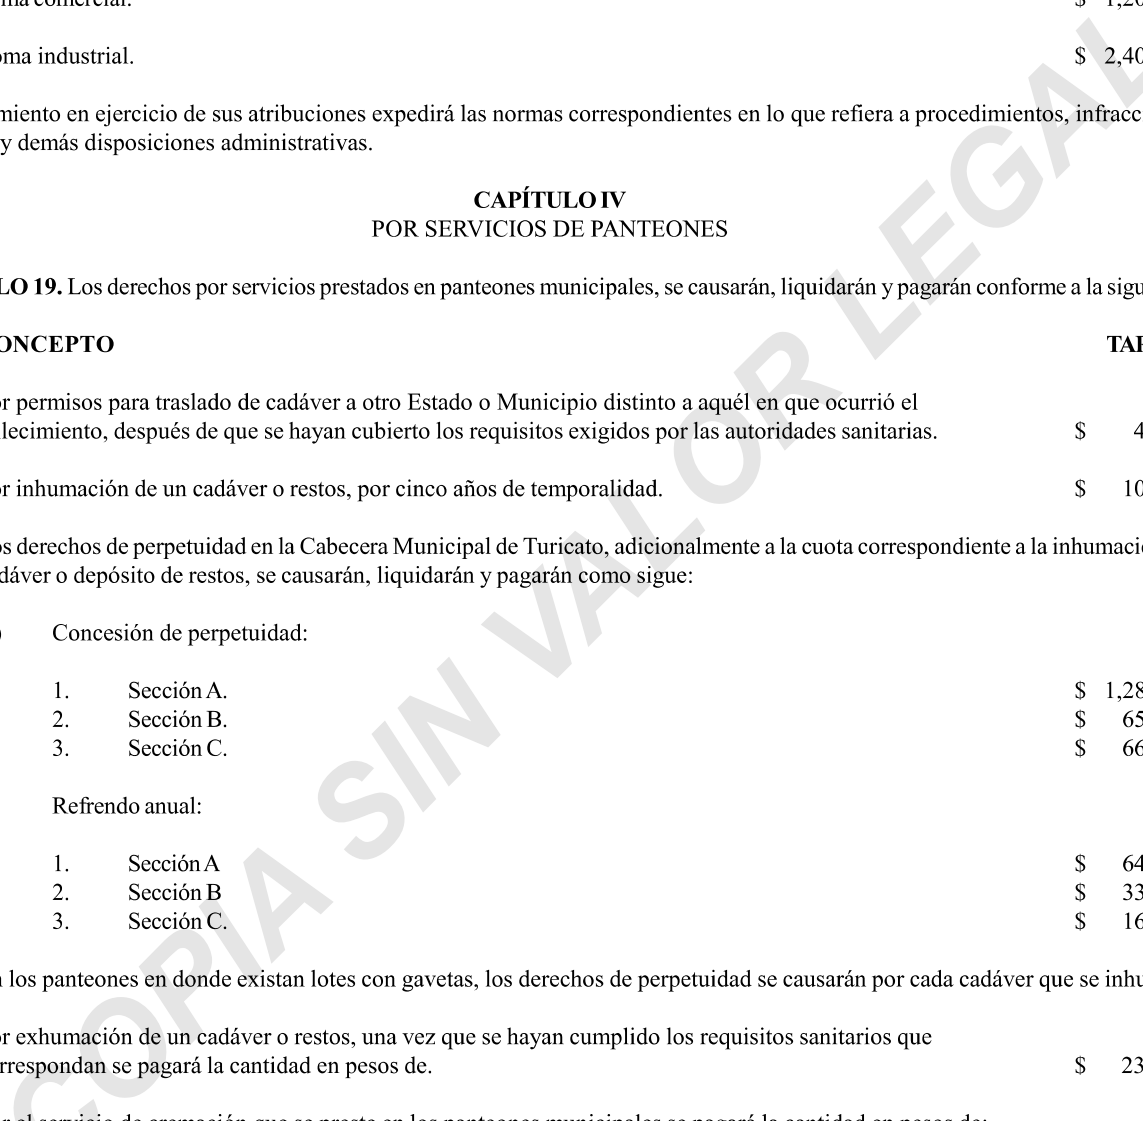 oma industrial. $ 2,40
miento en ejercicio de sus atribuciones expedirá las normas correspondientes en lo que refiera a procedimientos, infracc
y demás disposiciones administrativas.
CAPÍTULO IV
POR SERVICIOS DE PANTEONES
LO 19. Los derechos por servicios prestados en panteones municipales, se causarán, liquidarán y pagarán conforme a la sigu
ONCEPTO TAR
or permisos para traslado de cadáver a otro Estado o Municipio distinto a aquél en que ocurrió el
llecimiento, después de que se hayan cubierto los requisitos exigidos por las autoridades sanitarias. $ 4
or inhumación de un cadáver o restos, por cinco años de temporalidad. $ 10
os derechos de perpetuidad en la Cabecera Municipal de Turicato, adicionalmente a la cuota correspondiente a la inhumaci
dáver o depósito de restos, se causarán, liquidarán y pagarán como sigue:
) Concesión de perpetuidad:
1. Sección A. $ 1,28
2. Sección B. $ 65
3. Sección C. $ 66
Refrendo anual:
1. Sección A $ 64
2. Sección B $ 33
3. Sección C. $ 16
n los panteones en donde existan lotes con gavetas, los derechos de perpetuidad se causarán por cada cadáver que se inhu
or exhumación de un cadáver o restos, una vez que se hayan cumplido los requisitos sanitarios que
rrespondan se pagará la cantidad en pesos de. $ 23
COPIA SIN VALOR LEGAL